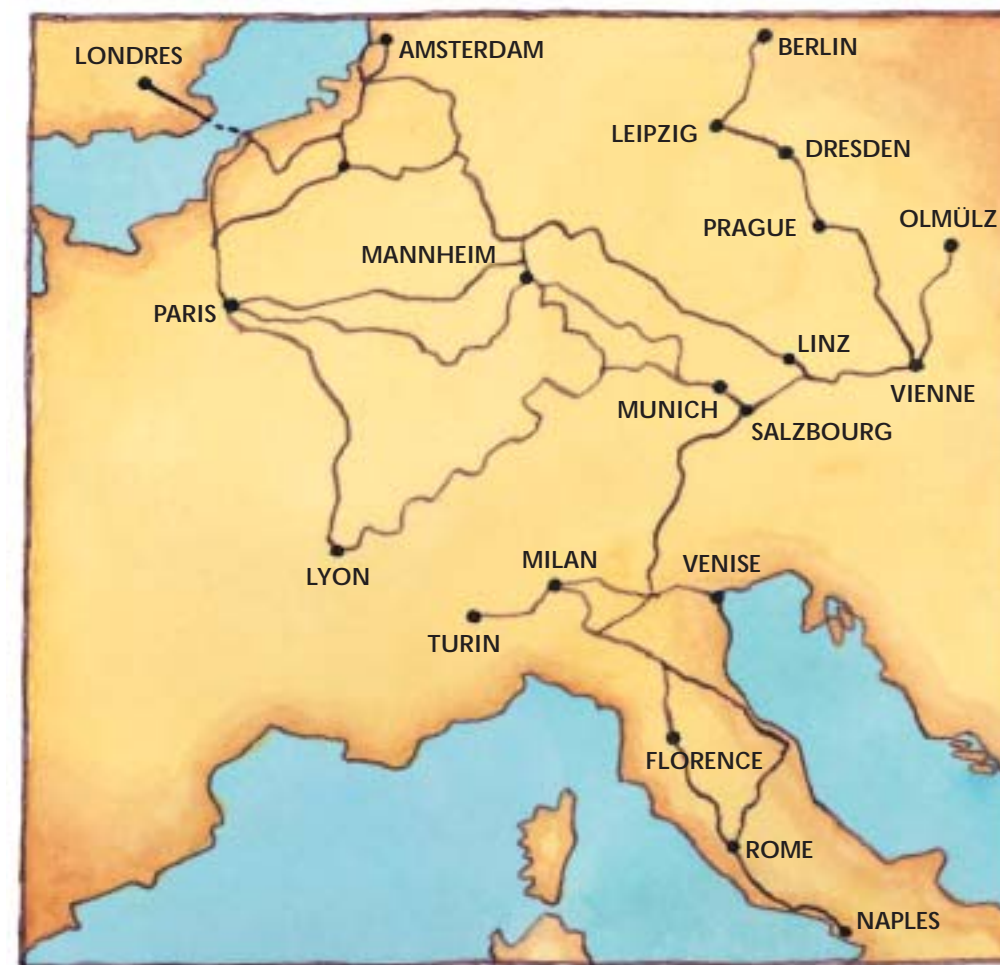 LONDRES
AMSTERDAM
BERLIN
LEIPZIG
DRESDEN
PRAGUE
OLMÜLZ
MANNHEIM
PARIS
LINZ
VIENNE
MUNICH
SALZBOURG
LYON
MILAN
VENISE
TURIN
FLORENCE
ROME
NAPLES